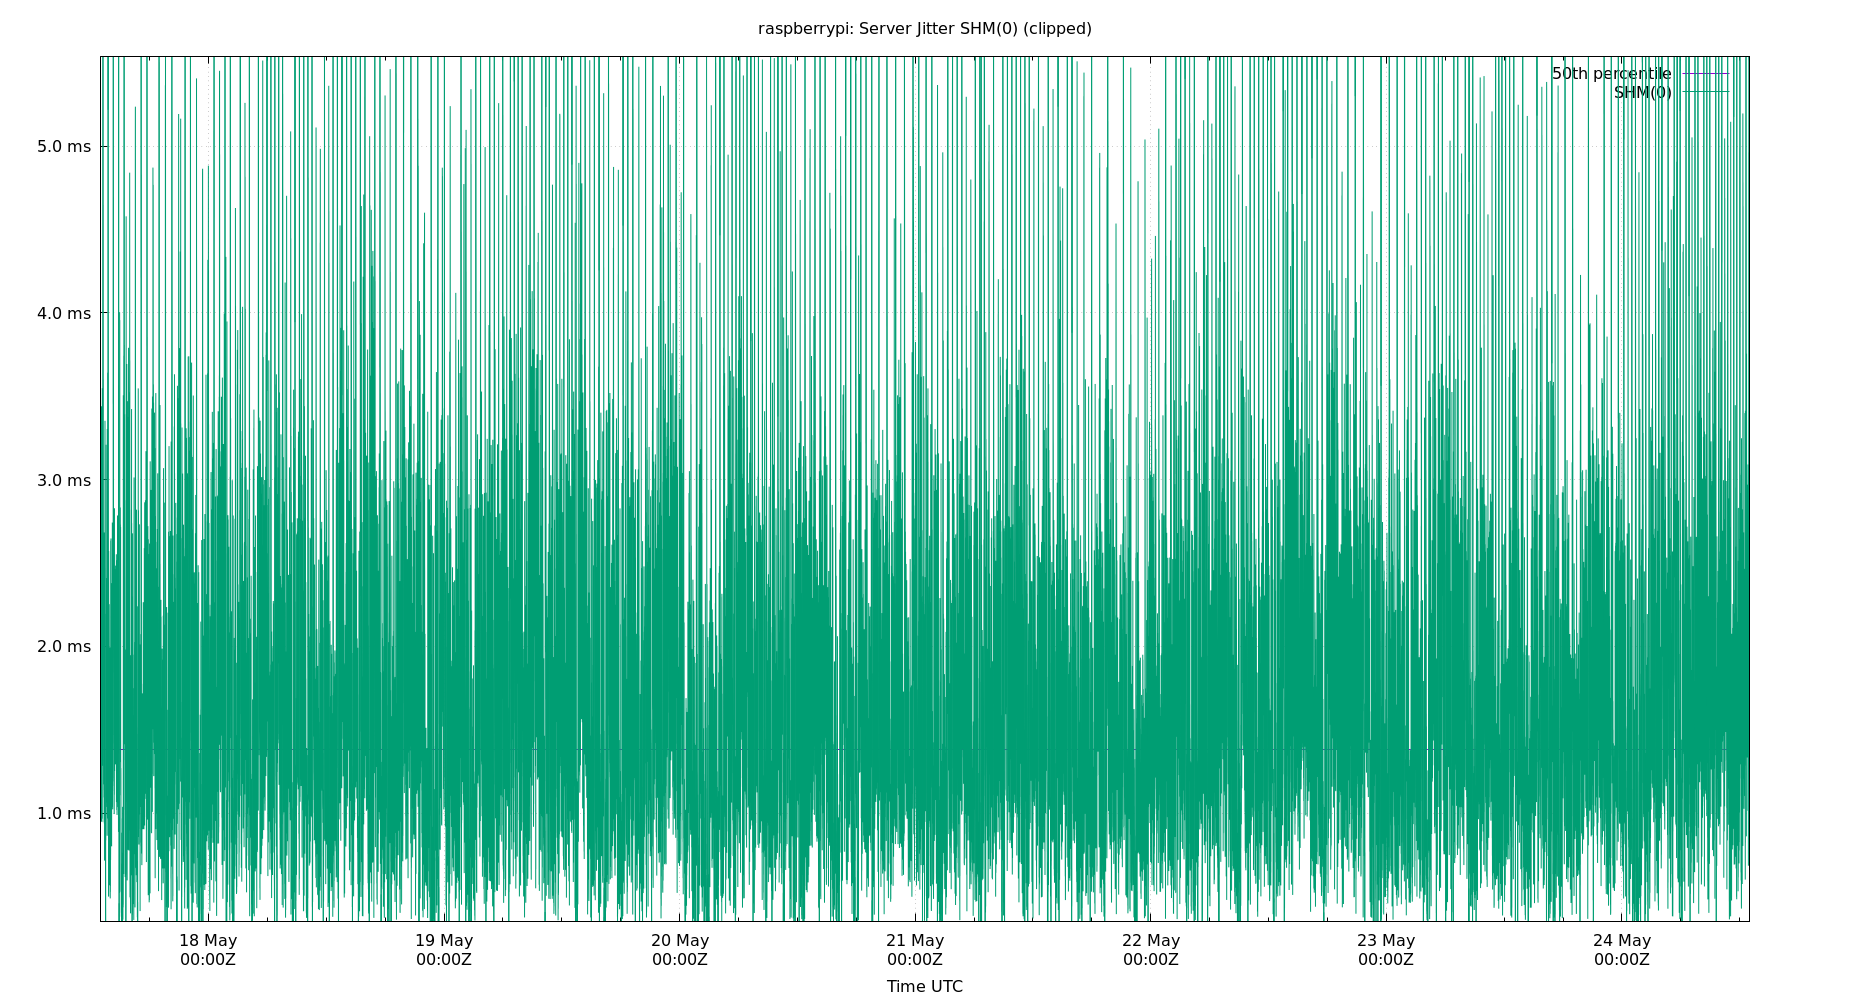 raspberrypi: Server Jitter SHM(0) (clipped)
50th percentile
SHM(0)
5.0 ms
4.0 ms
3.0 ms
2.0 ms
1.0 ms
18 May 19 May 20 May 21 May 22 May 23 May 24 May
00:00Z 00:00Z 00:00Z 00:00Z 00:00Z 00:00Z 00:00Z
Time UTC